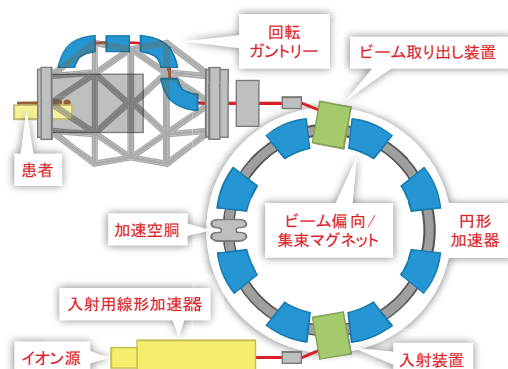 回転
ガントリー
ビーム取り出し装置
患者
加速空胴
ビーム偏向/
集束マグネット
円形
加速器
入射用線形加速器
イオン源
入射装置